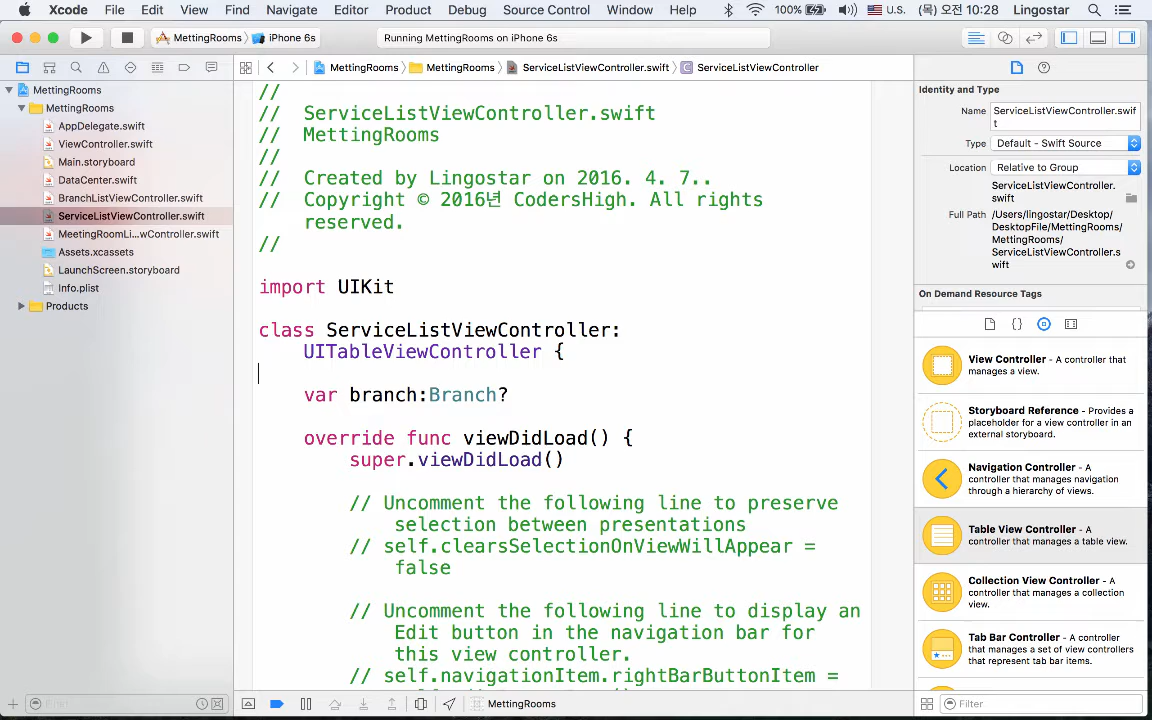 Xcode File Edit View Find Navigate Editor Product Debug Source Control Window Help 100% U.S. (목) 오전 10:28 Lingostar
MettingRooms iPhone 6s Running MettingRooms on iPhone 6s
MettingRooms MettingRooms ServiceListViewController.swift C ServiceListViewController
MettingRooms
MettingRooms
AppDelegate.swift
ViewController.swift
Main.storyboard
DataCenter.swift
BranchListViewController.swift
ServiceListViewController.swift
MeetingRoomLi...wController.swift
Assets.xcassets
LaunchScreen.storyboard
Info.plist
Products
//
// ServiceListViewController.swift
// MettingRooms
//
// Created by Lingostar on 2016. 4. 7..
// Copyright © 2016년 CodersHigh. All rights
reserved.
//
import UIKit
class ServiceListViewController:
UITableViewController {
var branch:Branch?
override func viewDidLoad() {
super.viewDidLoad()
// Uncomment the following line to preserve
selection between presentations
// self.clearsSelectionOnViewWillAppear =
false
// Uncomment the following line to display an
Edit button in the navigation bar for
this view controller.
// self.navigationItem.rightBarButtonItem =
MettingRooms
Identity and Type
Name ServiceListViewController.swif
t
Type Default - Swift Source
Location Relative to Group
ServiceListViewController.
swift
Full Path /Users/lingostar/Desktop/
DesktopFile/MettingRooms/
MettingRooms/
ServiceListViewController.s
wift
On Demand Resource Tags
View Controller - A controller that
manages a view.
Storyboard Reference - Provides a
placeholder for a view controller in an
external storyboard.
Navigation Controller - A
controller that manages navigation
through a hierarchy of views.
Table View Controller - A
controller that manages a table view.
Collection View Controller - A
controller that manages a collection
view.
Tab Bar Controller - A controller
that manages a set of view controllers
that represent tab bar items.
Filter